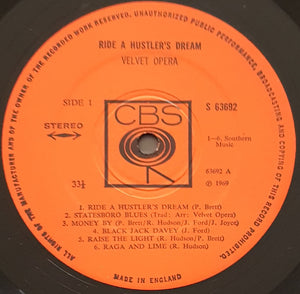 ALL RIGHTS OF THE MANUFACTURER AND OF THE OWNER OF THE RECORDED WORK RESERVED. UNAUTHORIZED PUBLIC PERFORMANCE, BROADCASTING AND COPYING OF THIS RECORD PROHIBITED.
RIDE A HUSTLER'S DREAM
VELVET OPERA
SIDE 1
S 63692
CBS
STEREO
1—6. Southern Music
33⅓
63692 A
℗ 1969
1. RIDE A HUSTLER'S DREAM (P. Brett)
2. STATESBORO BLUES (Trad: Arr: Velvet Opera)
3. MONEY BY (P. Brett/R. Hudson/J. Ford/J. Joyce)
4. BLACK JACK DAVEY (J. Ford)
5. RAISE THE LIGHT (R. Hudson/P. Brett)
6. RAGA AND LIME (R. Hudson)
MADE IN ENGLAND